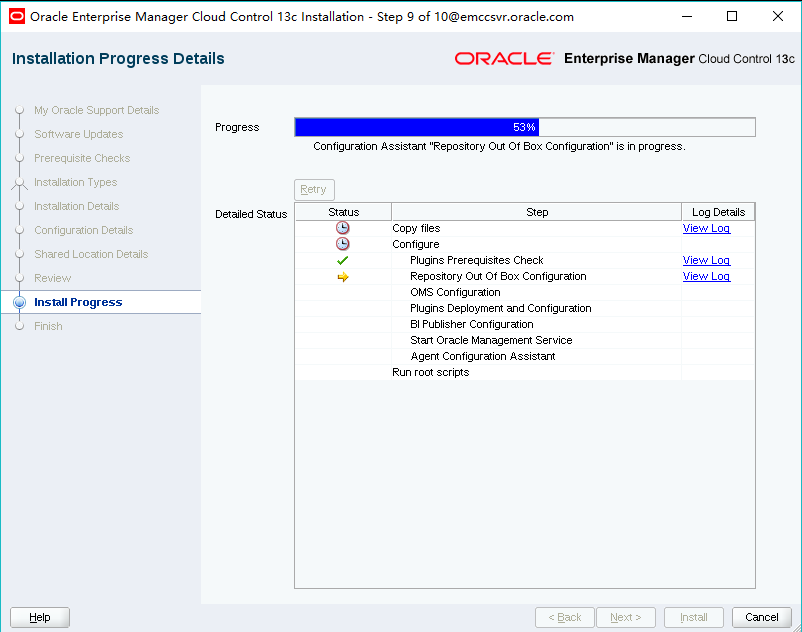 Oracle Enterprise Manager Cloud Control 13c Installation - Step 9 of 10@emccsvr.oracle.com
Installation Progress Details
ORACLE Enterprise Manager Cloud Control 13c
My Oracle Support Details
Software Updates
Prerequisite Checks
Installation Types
Installation Details
Configuration Details
Shared Location Details
Review
Install Progress
Finish
Progress
53%
Configuration Assistant "Repository Out Of Box Configuration" is in progress.
Retry
Detailed Status
Status Step Log Details
Copy files View Log
Configure
Plugins Prerequisites Check View Log
Repository Out Of Box Configuration View Log
OMS Configuration
Plugins Deployment and Configuration
BI Publisher Configuration
Start Oracle Management Service
Agent Configuration Assistant
Run root scripts
Help < Back Next > Install Cancel